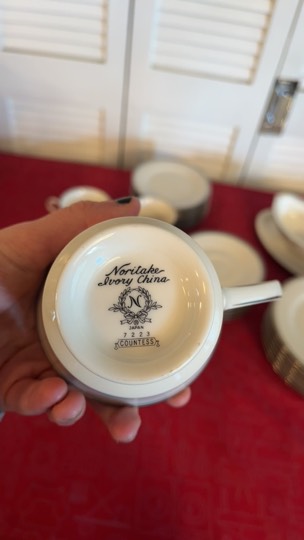 Noritake
Ivory China
N
JAPAN
7223
COUNTESS